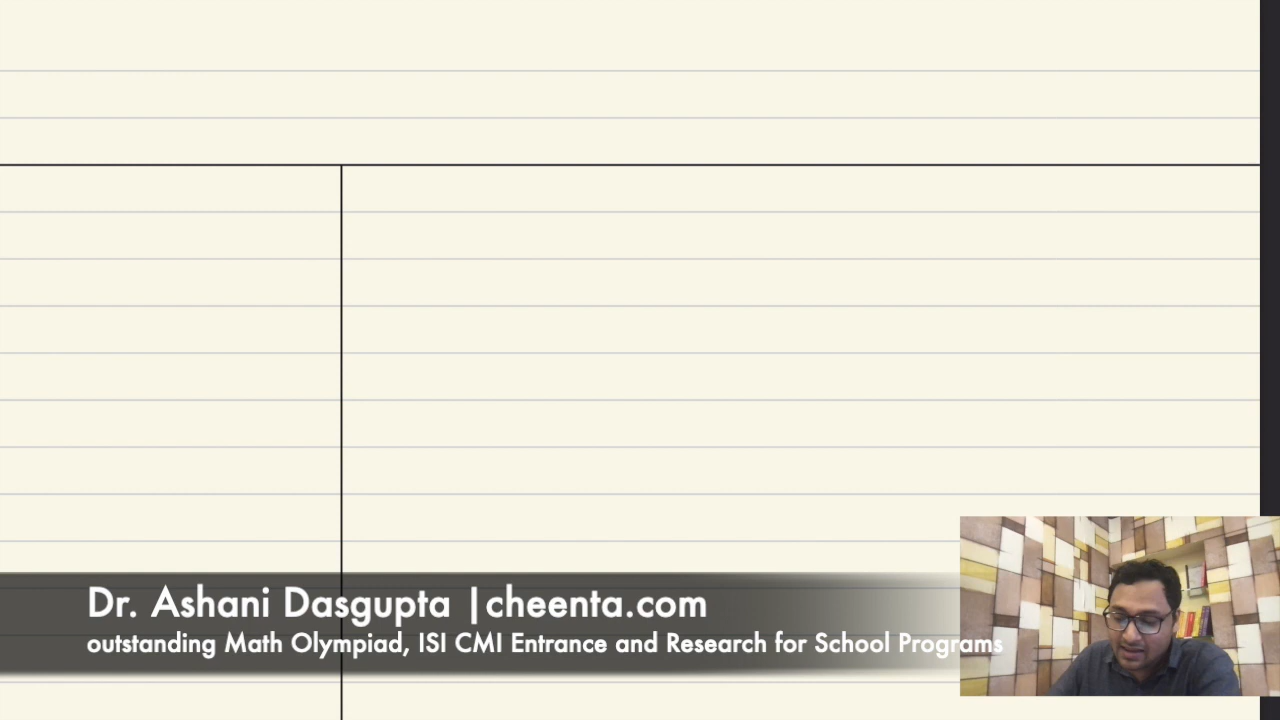 Dr. Ashani Dasgupta |cheenta.com
outstanding Math Olympiad, ISI CMI Entrance and Research for School Programs